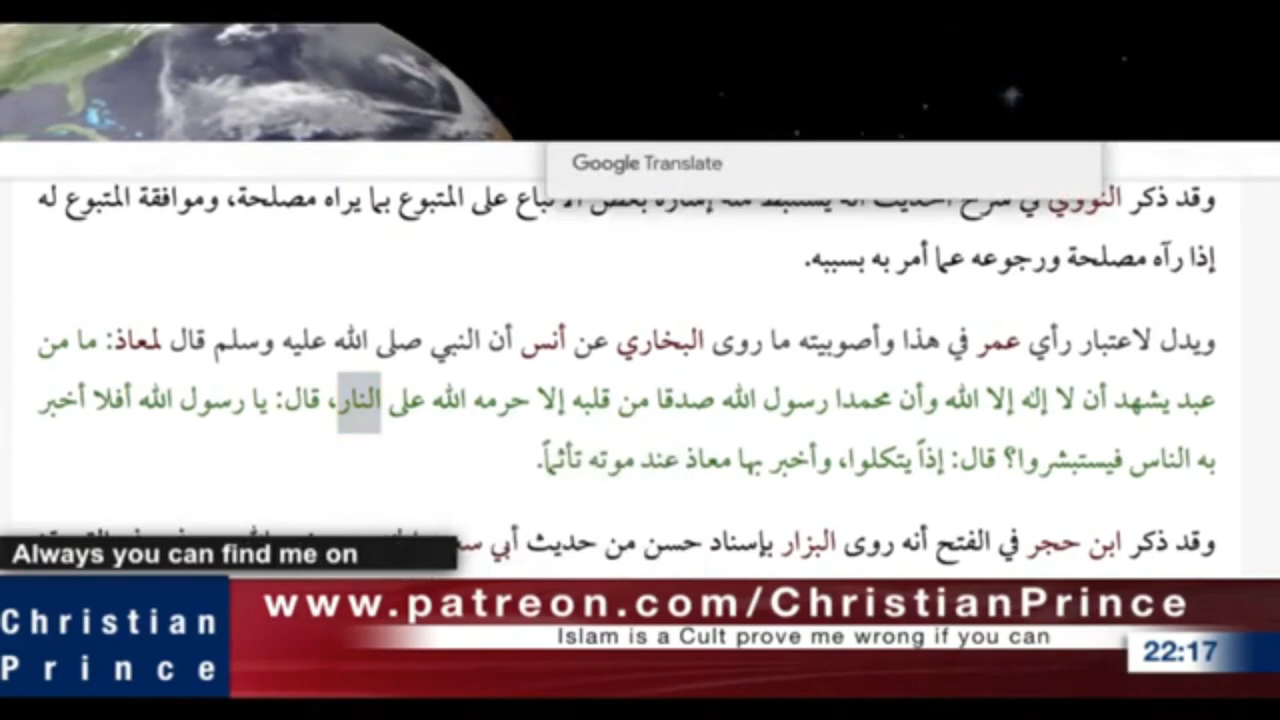 Google Translate
وقد ذكر النووي في شرح الحديث أنه يستنبط منه إشارة بعض الأتباع على المتبوع بما يراه مصلحة، وموافقة المتبوع له
إذا رآه مصلحة ورجوعه عما أمر به بسببه.
ويدل لاعتبار رأي عمر في هذا وأصوبيته ما روى البخاري عن أنس أن النبي صلى الله عليه وسلم قال لمعاذ: ما من
عبد يشهد أن لا إله إلا الله وأن محمدا رسول الله صدقا من قلبه إلا حرمه الله على النار، قال: يا رسول الله أفلا أخبر
به الناس فيستبشروا؟ قال: إذاً يتكلوا، وأخبر بها معاذ عند موته تأثماً.
وقد ذكر ابن حجر في الفتح أنه روى البزار بإسناد حسن من حديث أبي
Always you can find me on
Christian
Prince
www.patreon.com/ChristianPrince
Islam is a Cult prove me wrong if you can
22:17